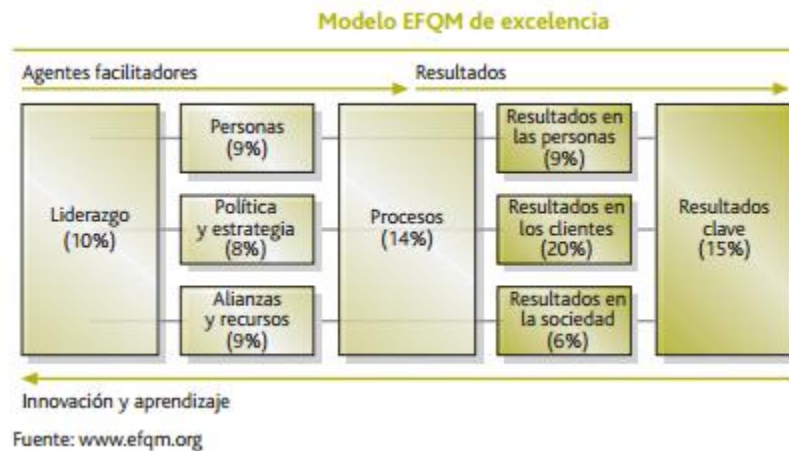 Modelo EFQM de excelencia
Agentes facilitadores
Resultados
Liderazgo
(10%)
Personas
(9%)
Política
y estrategia
(8%)
Alianzas
y recursos
(9%)
Procesos
(14%)
Resultados en
las personas
(9%)
Resultados en
los clientes
(20%)
Resultados en
la sociedad
(6%)
Resultados
clave
(15%)
Innovación y aprendizaje
Fuente: www.efqm.org